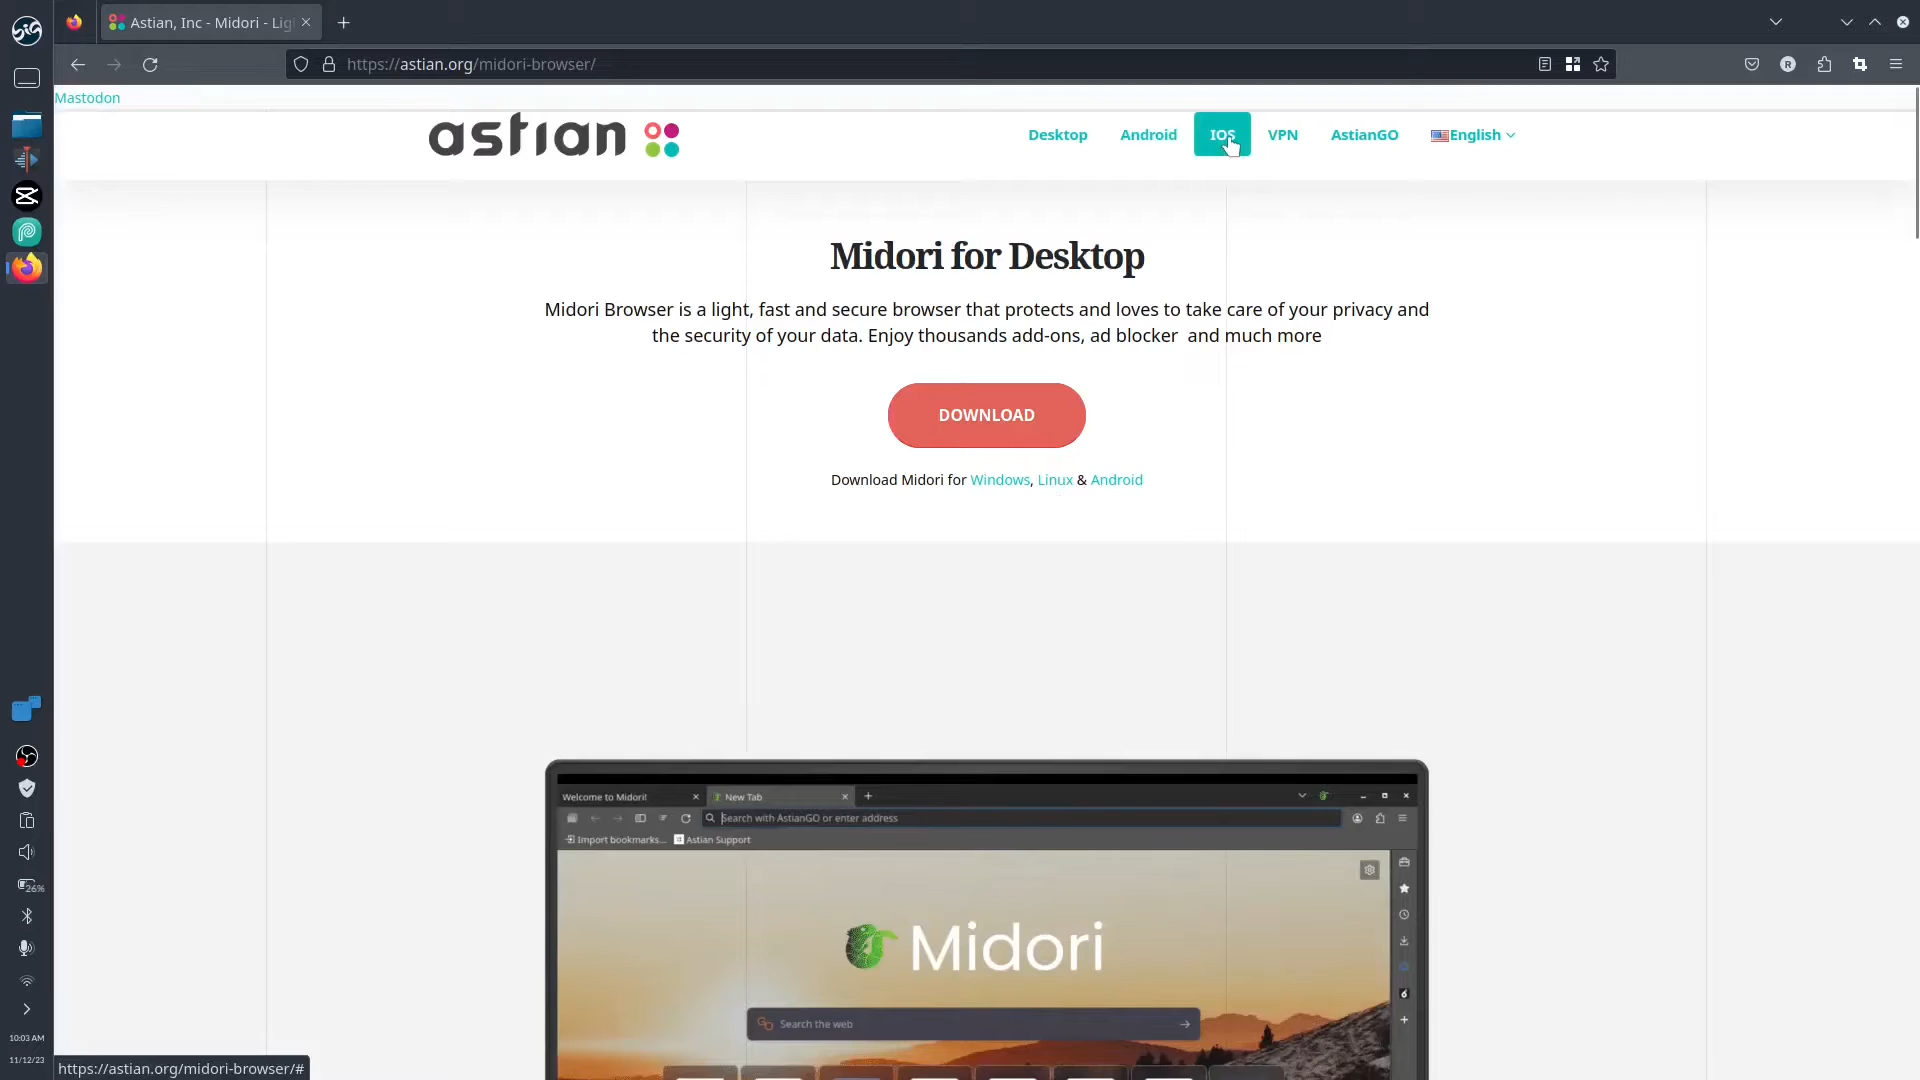 Astian, Inc - Midori - Lig
https://astian.org/midori-browser/
Mastodon
astian
Desktop
Android
IOS
VPN
AstianGO
English
Midori for Desktop
Midori Browser is a light, fast and secure browser that protects and loves to take care of your privacy and
the security of your data. Enjoy thousands add-ons, ad blocker and much more
DOWNLOAD
Download Midori for Windows, Linux & Android
Welcome to Midori!
New Tab
Search with AstianGO or enter address
Import bookmarks...
Astian Support
Midori
Search the web
26%
10:03 AM
11/12/23
https://astian.org/midori-browser/#